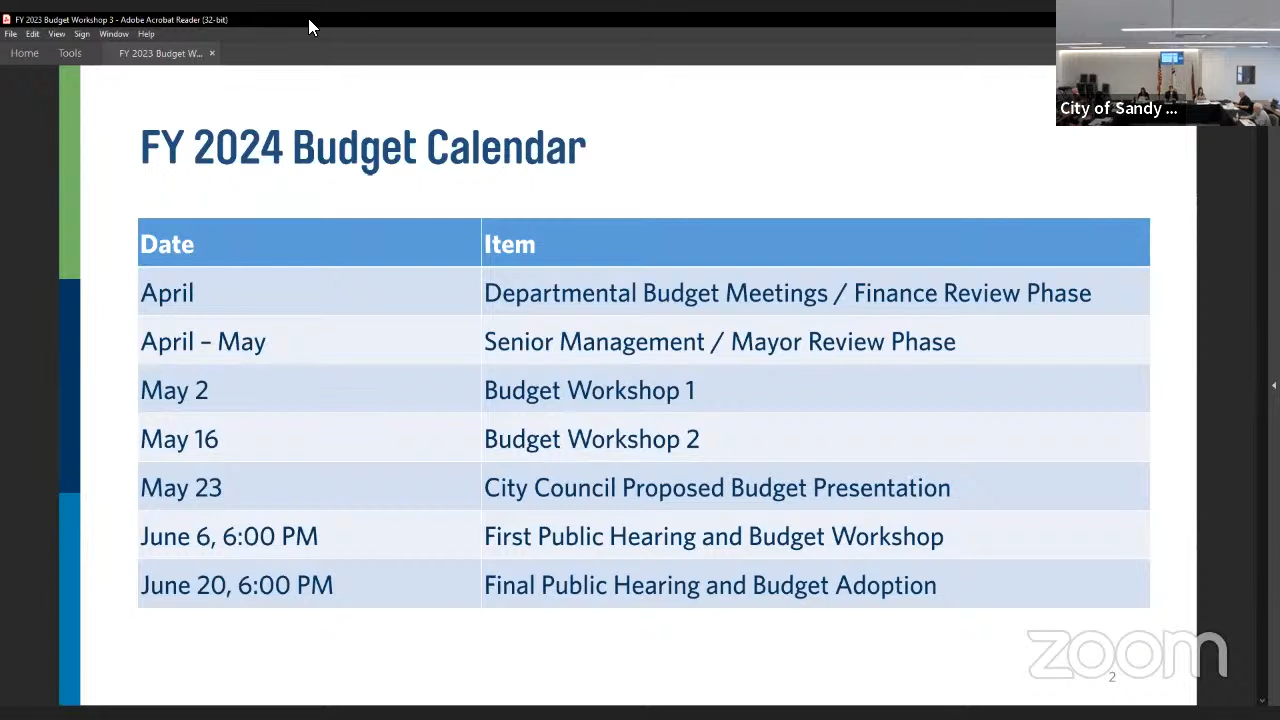 FY 2023 Budget Workshop 3 - Adobe Acrobat Reader (32-bit)
File Edit View Sign Window Help
Home Tools FY 2023 Budget W... ×
City of Sandy ...
FY 2024 Budget Calendar
Date Item
April Departmental Budget Meetings / Finance Review Phase
April – May Senior Management / Mayor Review Phase
May 2 Budget Workshop 1
May 16 Budget Workshop 2
May 23 City Council Proposed Budget Presentation
June 6, 6:00 PM First Public Hearing and Budget Workshop
June 20, 6:00 PM Final Public Hearing and Budget Adoption
zoom
2